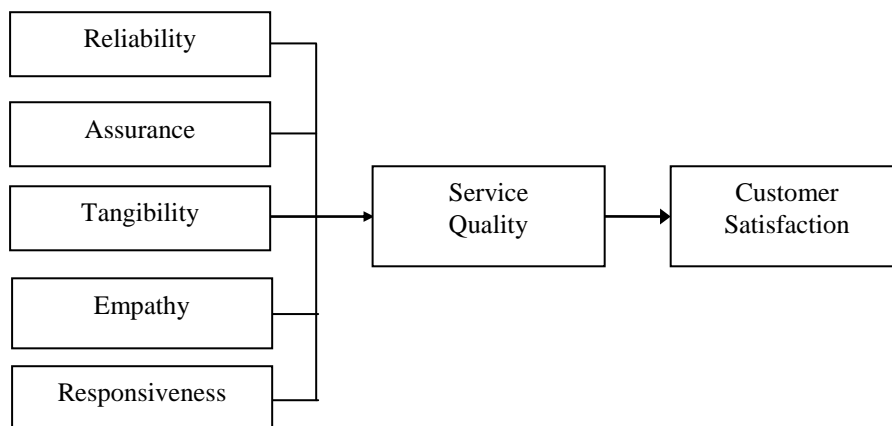 Reliability
Assurance
Tangibility
Empathy
Responsiveness
Service
Quality
Customer
Satisfaction